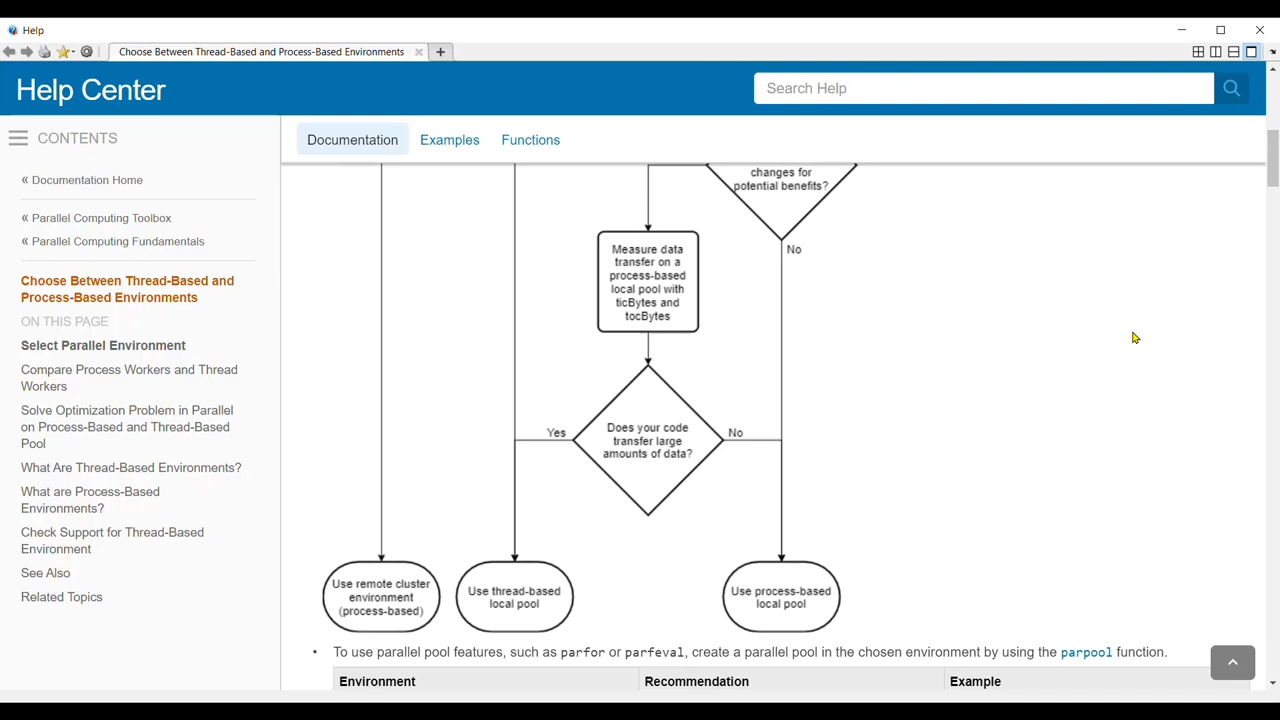 Help
Choose Between Thread-Based and Process-Based Environments
Help Center
Search Help
CONTENTS
« Documentation Home
« Parallel Computing Toolbox
« Parallel Computing Fundamentals
Choose Between Thread-Based and
Process-Based Environments
ON THIS PAGE
Select Parallel Environment
Compare Process Workers and Thread
Workers
Solve Optimization Problem in Parallel
on Process-Based and Thread-Based
Pool
What Are Thread-Based Environments?
What are Process-Based
Environments?
Check Support for Thread-Based
Environment
See Also
Related Topics
Documentation
Examples
Functions
changes for
potential benefits?
No
Measure data
transfer on a
process-based
local pool with
ticBytes and
tocBytes
Yes
Does your code
transfer large
amounts of data?
No
Use remote cluster
environment
(process-based)
Use thread-based
local pool
Use process-based
local pool
• To use parallel pool features, such as parfor or parfeval, create a parallel pool in the chosen environment by using the parpool function.
Environment
Recommendation
Example